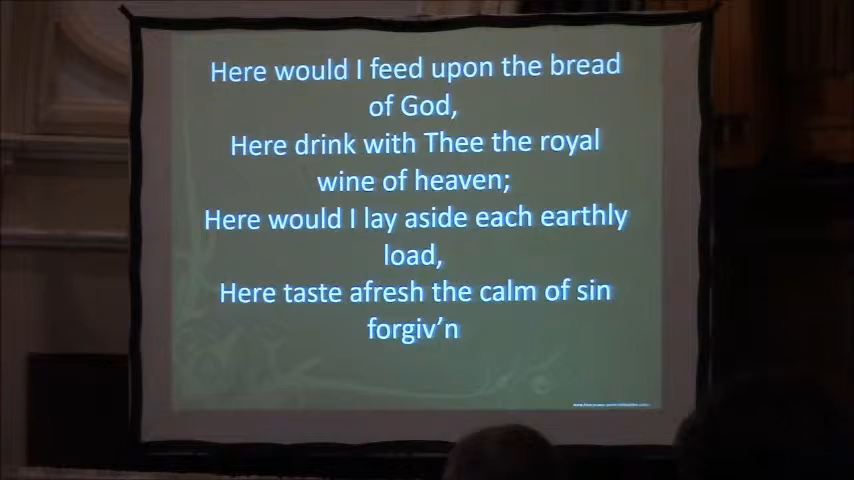 Here would I feed upon the bread
of God,
Here drink with Thee the royal
wine of heaven;
Here would I lay aside each earthly
load,
Here taste afresh the calm of sin
forgiv’n